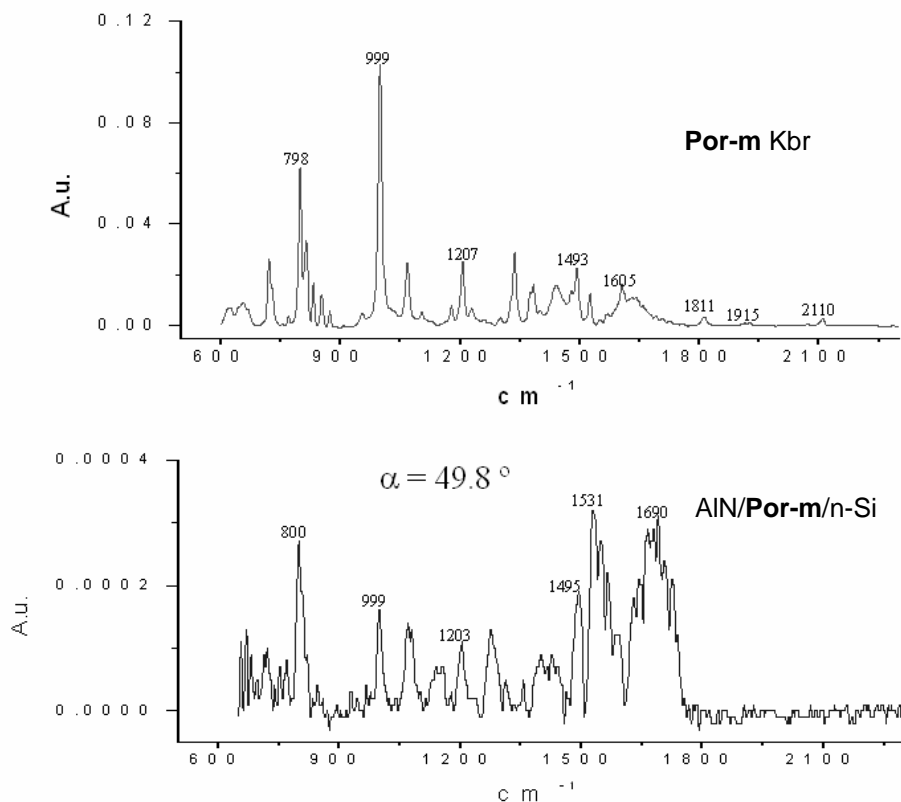 0.12
999
0.08
Por-m Kbr
798
A.u.
0.04
1207
1493
1605
1811
1915
2110
0.00
600 900 1200 1500 1800 2100
cm -1
0.0004
α = 49.8 °
1531
1690
AlN/Por-m/n-Si
800
0.0002
999
1495
A.u.
1203
0.0000
600 900 1200 1500 1800 2100
cm -1